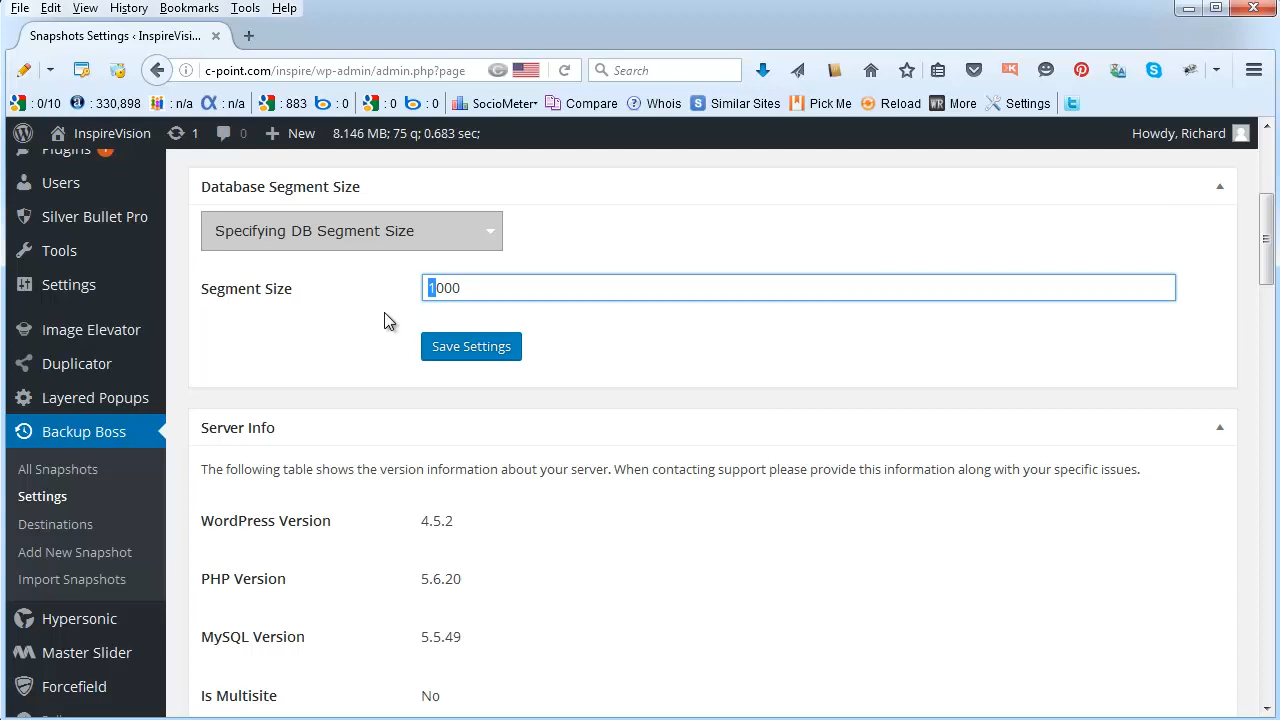 File Edit View History Bookmarks Tools Help
Snapshots Settings ‹ InspireVision...
c-point.com/inspire/wp-admin/admin.php?page
Search
: 0/10 : 330,898 : n/a : n/a : 883 : 0 : 0 : 0 SocioMeter Compare Whois Similar Sites Pick Me Reload WR More Settings
InspireVision 1 0 New 8.146 MB; 75 q; 0.683 sec; Howdy, Richard
Plugins
Users
Silver Bullet Pro
Tools
Settings
Image Elevator
Duplicator
Layered Popups
Backup Boss
All Snapshots
Settings
Destinations
Add New Snapshot
Import Snapshots
Hypersonic
Master Slider
Forcefield
Database Segment Size
Specifying DB Segment Size
Segment Size 1000
Save Settings
Server Info
The following table shows the version information about your server. When contacting support please provide this information along with your specific issues.
WordPress Version 4.5.2
PHP Version 5.6.20
MySQL Version 5.5.49
Is Multisite No